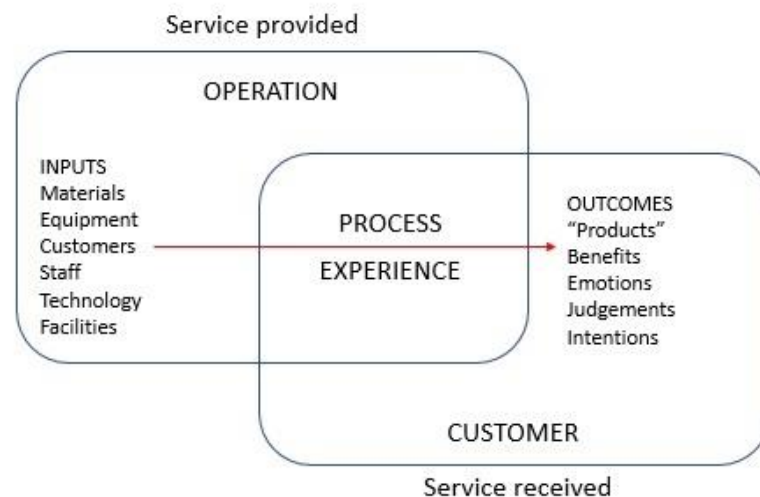 Service provided
OPERATION
INPUTS
Materials
Equipment
Customers
Staff
Technology
Facilities
PROCESS
EXPERIENCE
OUTCOMES
“Products”
Benefits
Emotions
Judgements
Intentions
CUSTOMER
Service received